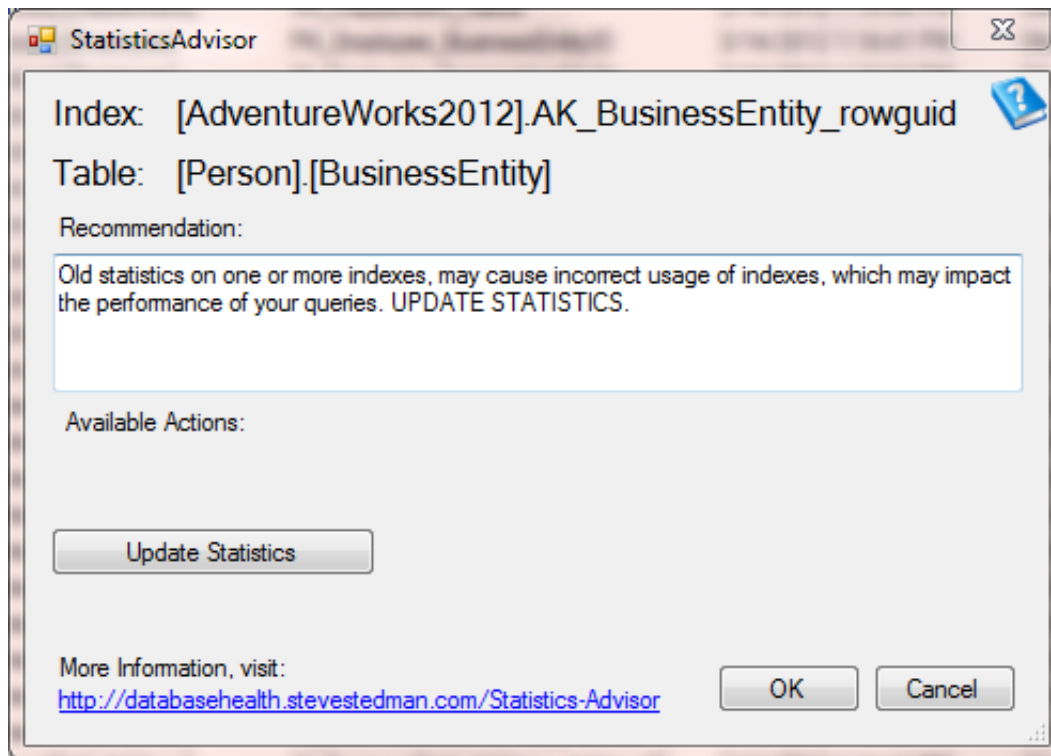 StatisticsAdvisor
Index: [AdventureWorks2012].AK_BusinessEntity_rowguid
Table: [Person].[BusinessEntity]
Recommendation:
Old statistics on one or more indexes, may cause incorrect usage of indexes, which may impact
the performance of your queries. UPDATE STATISTICS.
Available Actions:
Update Statistics
More Information, visit:
http://databasehealth.stevestedman.com/Statistics-Advisor
OK Cancel